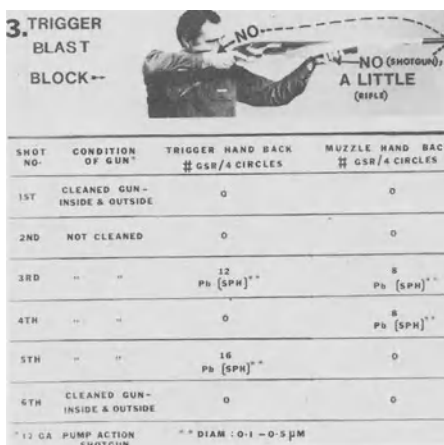 3. TRIGGER
BLAST
BLOCK--
NO
NO (SHOTGUN),
A LITTLE
(RIFLE)
SHOT NO- CONDITION OF GUN* TRIGGER HAND BACK # GSR/4 CIRCLES MUZZLE HAND BAC # GSR/4 CIRCLES
1ST CLEANED GUN- INSIDE & OUTSIDE 0 0
2ND NOT CLEANED 0 0
3RD " " 12 Pb (SPH)** 8 Pb (SPH)**
4TH " " 0 8 Pb (SPH)**
5TH " " 16 Pb (SPH)** 0
6TH CLEANED GUN- INSIDE & OUTSIDE 0 0
*12 GA PUMP ACTION SHOTGUN **DIAM : 0-1 - 0-5 µM